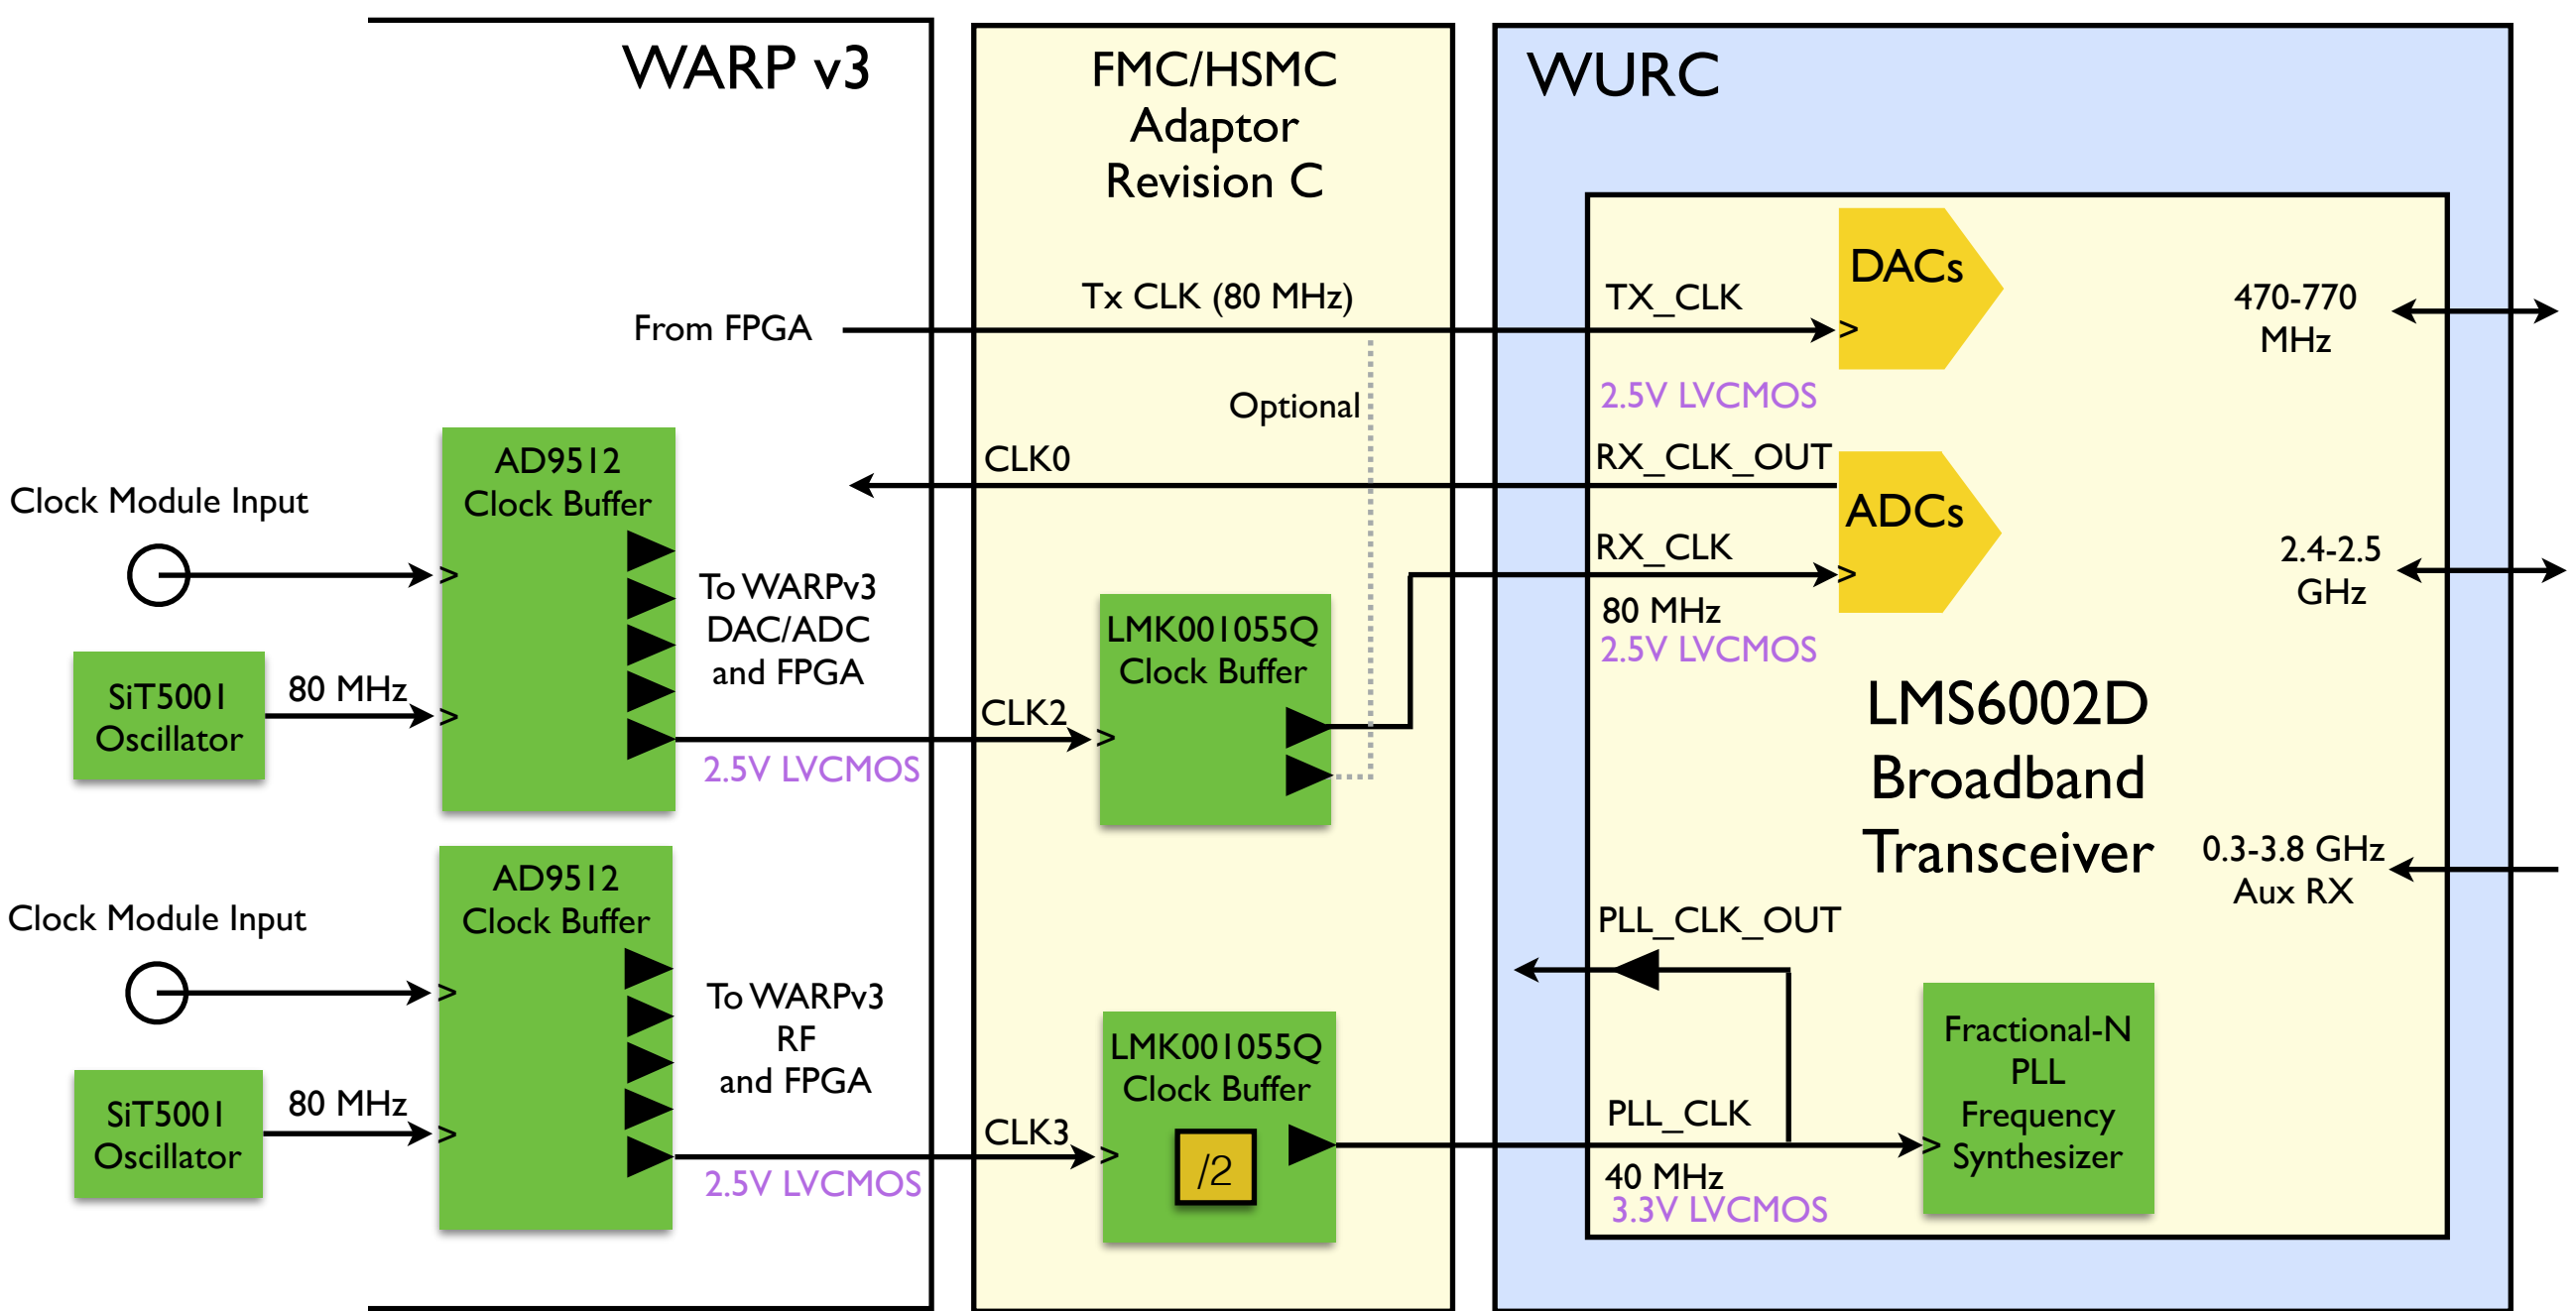 WARP v3
FMC/HSMC
Adaptor
Revision C
WURC
From FPGA
Tx CLK (80 MHz)
TX_CLK
DACs
>
2.5V LVCMOS
470-770
MHz
Optional
CLK0
RX_CLK_OUT
ADCs
RX_CLK
>
80 MHz
2.5V LVCMOS
2.4-2.5
GHz
Clock Module Input
AD9512
Clock Buffer
>
>
SiT5001
Oscillator
80 MHz
To WARPv3
DAC/ADC
and FPGA
2.5V LVCMOS
CLK2
LMK001055Q
Clock Buffer
>
LMS6002D
Broadband
Transceiver
0.3-3.8 GHz
Aux RX
Clock Module Input
AD9512
Clock Buffer
>
>
SiT5001
Oscillator
80 MHz
To WARPv3
RF
and FPGA
2.5V LVCMOS
CLK3
LMK001055Q
Clock Buffer
>
/2
PLL_CLK_OUT
PLL_CLK
40 MHz
3.3V LVCMOS
Fractional-N
PLL
Frequency
Synthesizer
>